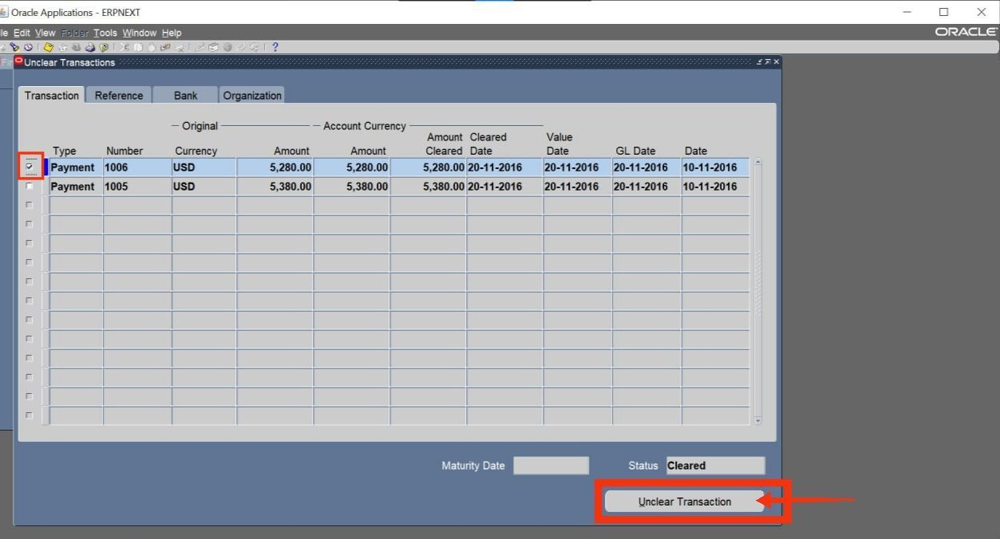 Oracle Applications - ERPNEXT
le Edit View Folder Tools Window Help
ORACLE
Unclear Transactions
Transaction Reference Bank Organization
Original Account Currency
Amount Cleared Value
Type Number Currency Amount Amount Cleared Date Date GL Date Date
Payment 1006 USD 5,280.00 5,280.00 5,280.00 20-11-2016 20-11-2016 20-11-2016 10-11-2016
Payment 1005 USD 5,380.00 5,380.00 5,380.00 20-11-2016 20-11-2016 20-11-2016 10-11-2016
Maturity Date Status Cleared
Unclear Transaction